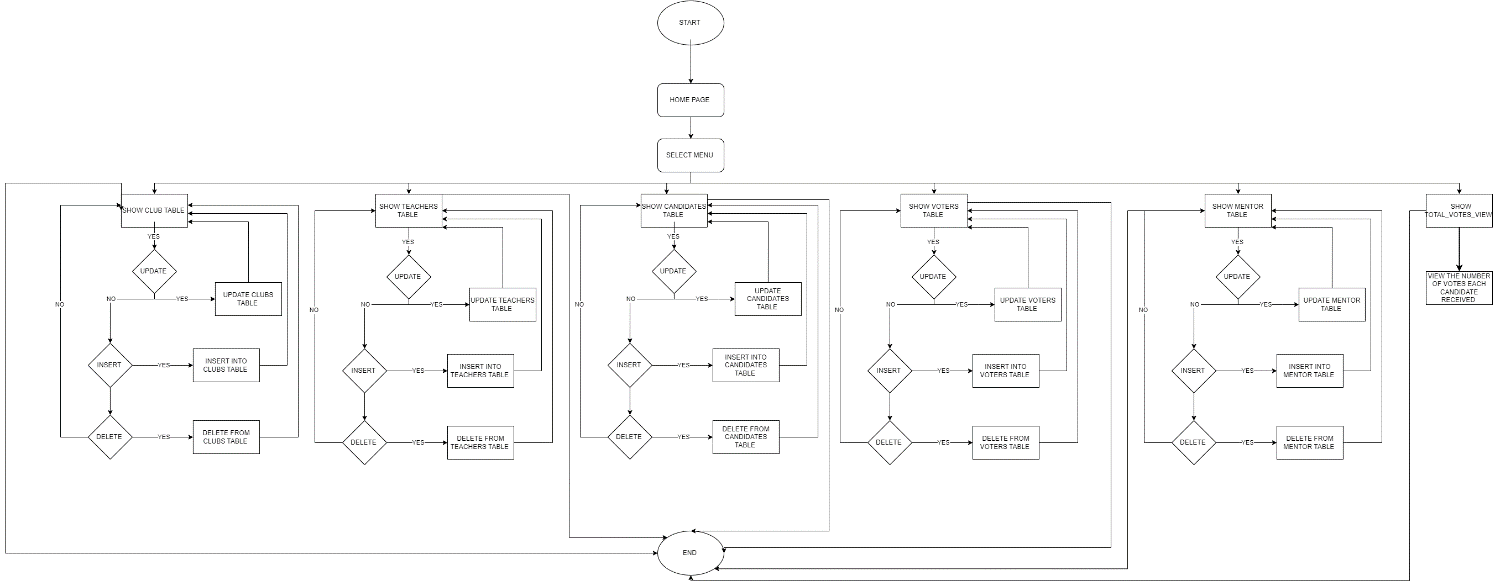 START
HOME PAGE
SELECT MENU
SHOW CLUB TABLE
SHOW TEACHERS
TABLE
SHOW CANDIDATES
TABLE
SHOW VOTERS
TABLE
SHOW MENTOR
TABLE
SHOW
TOTAL_VOTES_VIEW
YES
YES
YES
YES
YES
UPDATE
UPDATE
UPDATE
UPDATE
UPDATE
VIEW THE NUMBER
OF VOTES EACH
CANDIDATE
RECEIVED
NO
NO
YES
UPDATE CLUBS
TABLE
NO
NO
YES
UPDATE TEACHERS
TABLE
NO
NO
YES
UPDATE
CANDIDATES
TABLE
NO
NO
YES
UPDATE VOTERS
TABLE
NO
NO
YES
UPDATE MENTOR
TABLE
INSERT
YES
INSERT INTO
CLUBS TABLE
INSERT
YES
INSERT INTO
TEACHERS TABLE
INSERT
YES
INSERT INTO
CANDIDATES
TABLE
INSERT
YES
INSERT INTO
VOTERS TABLE
INSERT
YES
INSERT INTO
MENTOR TABLE
DELETE
YES
DELETE FROM
CLUBS TABLE
DELETE
YES
DELETE FROM
TEACHERS TABLE
DELETE
YES
DELETE FROM
CANDIDATES
TABLE
DELETE
YES
DELETE FROM
VOTERS TABLE
DELETE
YES
DELETE FROM
MENTOR TABLE
END